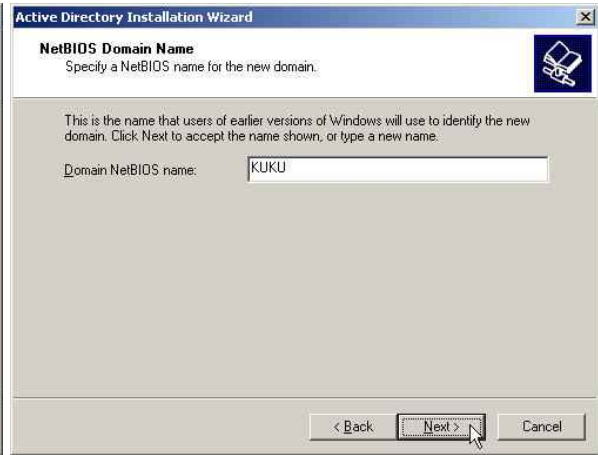 Active Directory Installation Wizard
NetBIOS Domain Name
Specify a NetBIOS name for the new domain.
This is the name that users of earlier versions of Windows will use to identify the new
domain. Click Next to accept the name shown, or type a new name.
Domain NetBIOS name:
KUKU
< Back
Next >
Cancel